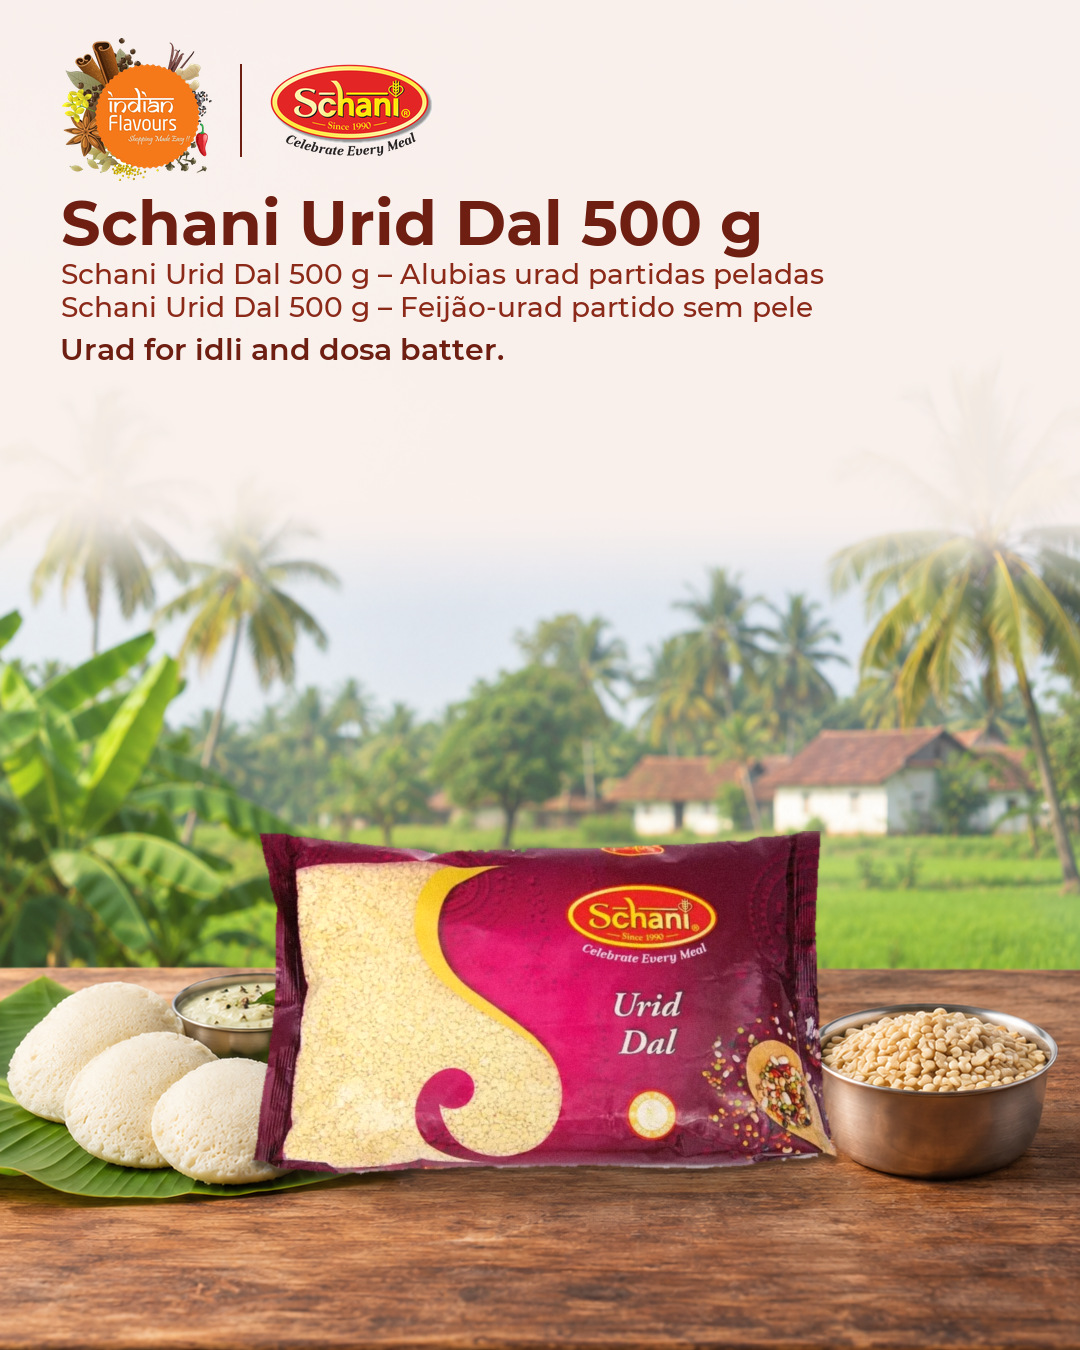 indian
Flavours
Shopping Made Easy !!
Schani®
Since 1990
Celebrate Every Meal
Schani Urid Dal 500 g
Schani Urid Dal 500 g – Alubias urad partidas peladas
Schani Urid Dal 500 g – Feijão-urad partido sem pele
Urad for idli and dosa batter.
Schani®
Since 1990
Celebrate Every Meal
Urid
Dal